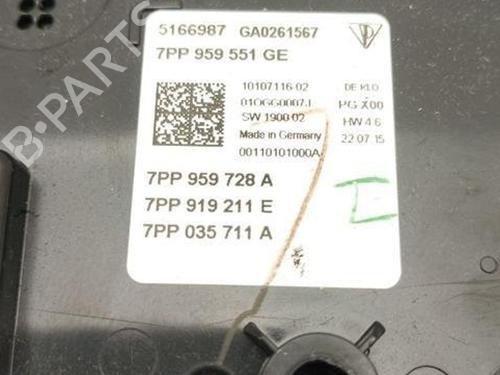 5166987 GA0261567
7PP 959 551 GE
10107116 02 DE KLO
01OGG0007J PG X00
SW 1900 02 HW 4.6
Made in Germany 22.07.15
00110101000A
7PP 959 728 A
7PP 919 211 E
7PP 035 711 A
B-PARTS